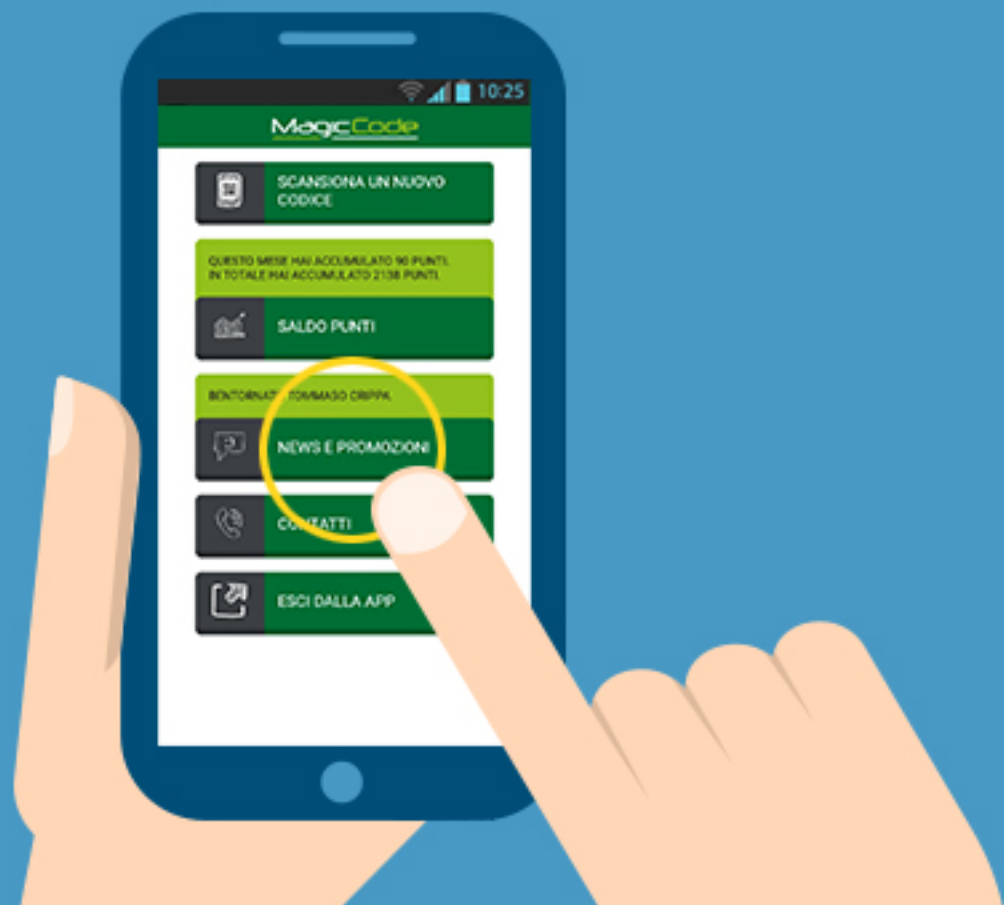 10:25
MagicCode
SCANSIONA UN NUOVO
CODICE
QUESTO MESE HAI ACCUMULATO 90 PUNTI.
IN TOTALE HAI ACCUMULATO 2138 PUNTI.
SALDO PUNTI
BENTORNATO TOMMASO CRIPPA.
NEWS E PROMOZIONI
CONTATTI
ESCI DALLA APP